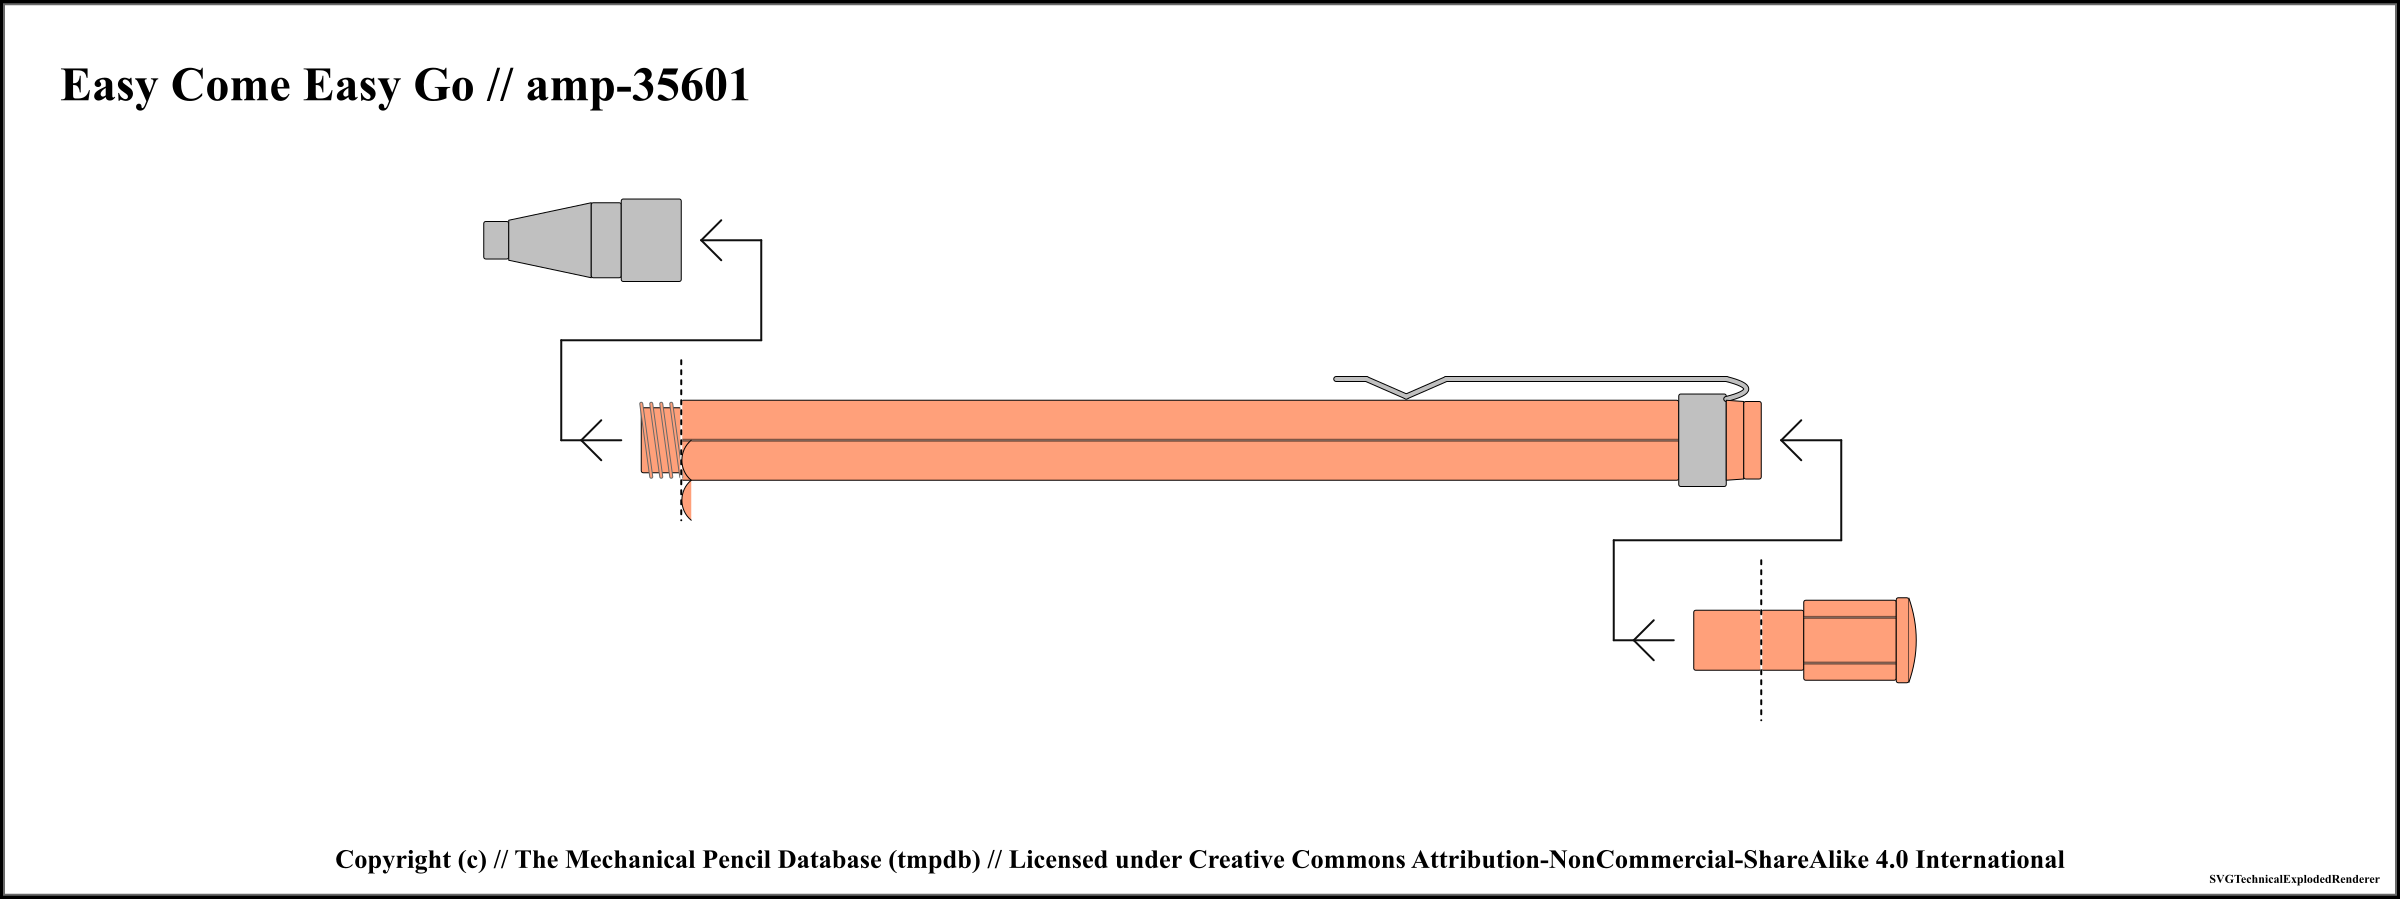 Easy Come Easy Go // amp-35601
Copyright (c) // The Mechanical Pencil Database (tmpdb) // Licensed under Creative Commons Attribution-NonCommercial-ShareAlike 4.0 International
SVGTechnicalExplodedRenderer